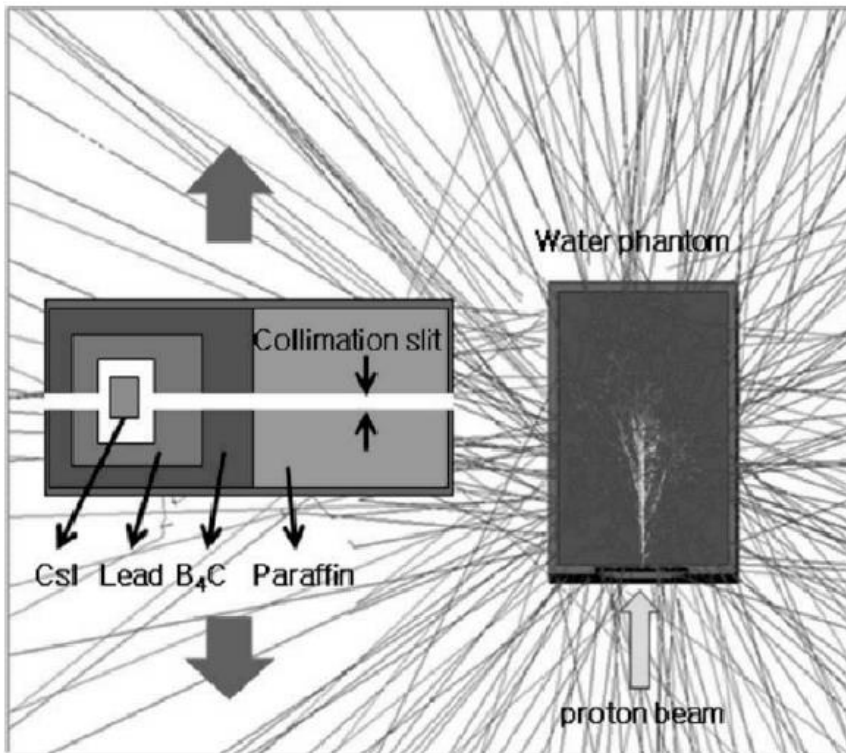 Water phantom
Collimation slit
CsI Lead B₄C Paraffin
proton beam